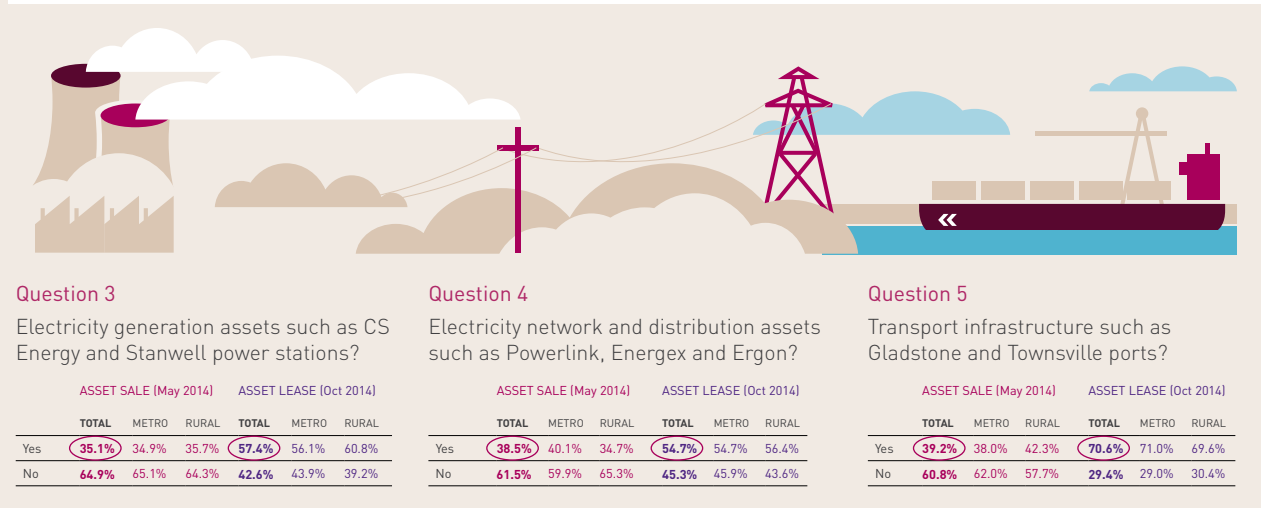 Question 3
Electricity generation assets such as CS
Energy and Stanwell power stations?
ASSET SALE (May 2014) ASSET LEASE (Oct 2014)
TOTAL METRO RURAL TOTAL METRO RURAL
Yes 35.1% 34.9% 35.7% 57.4% 56.1% 60.8%
No 64.9% 65.1% 64.3% 42.6% 43.9% 39.2%
Question 4
Electricity network and distribution assets
such as Powerlink, Energex and Ergon?
ASSET SALE (May 2014) ASSET LEASE (Oct 2014)
TOTAL METRO RURAL TOTAL METRO RURAL
Yes 38.5% 40.1% 34.7% 54.7% 54.7% 56.4%
No 61.5% 59.9% 65.3% 45.3% 45.9% 43.6%
Question 5
Transport infrastructure such as
Gladstone and Townsville ports?
ASSET SALE (May 2014) ASSET LEASE (Oct 2014)
TOTAL METRO RURAL TOTAL METRO RURAL
Yes 39.2% 38.0% 42.3% 70.6% 71.0% 69.6%
No 60.8% 62.0% 57.7% 29.4% 29.0% 30.4%